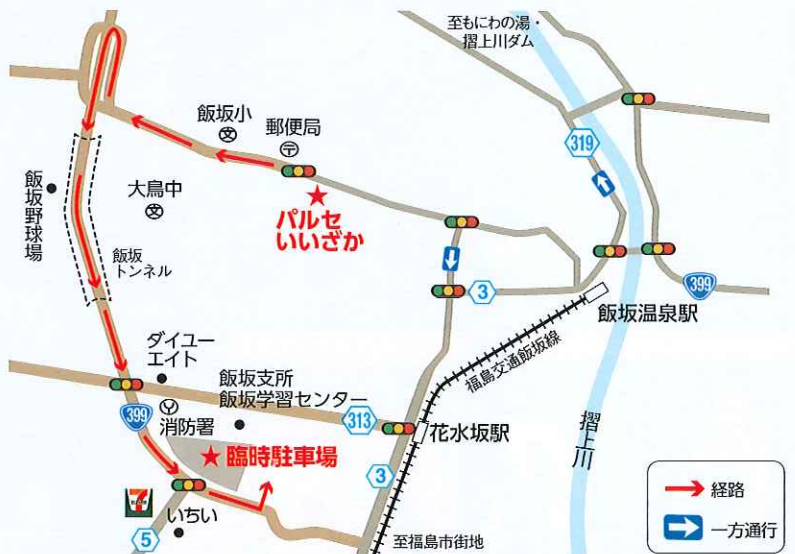 至もにわの湯・
摺上川ダム
飯坂小
郵便局
319
飯坂野球場
大鳥中
パルセ
いいざか
飯坂
トンネル
3
399
飯坂温泉駅
ダイユー
エイト
福島交通飯坂線
飯坂支所
飯坂学習センター
399
消防署
313
花水坂駅
摺上川
臨時駐車場
3
7
いちい
5
至福島市街地
経路
一方通行